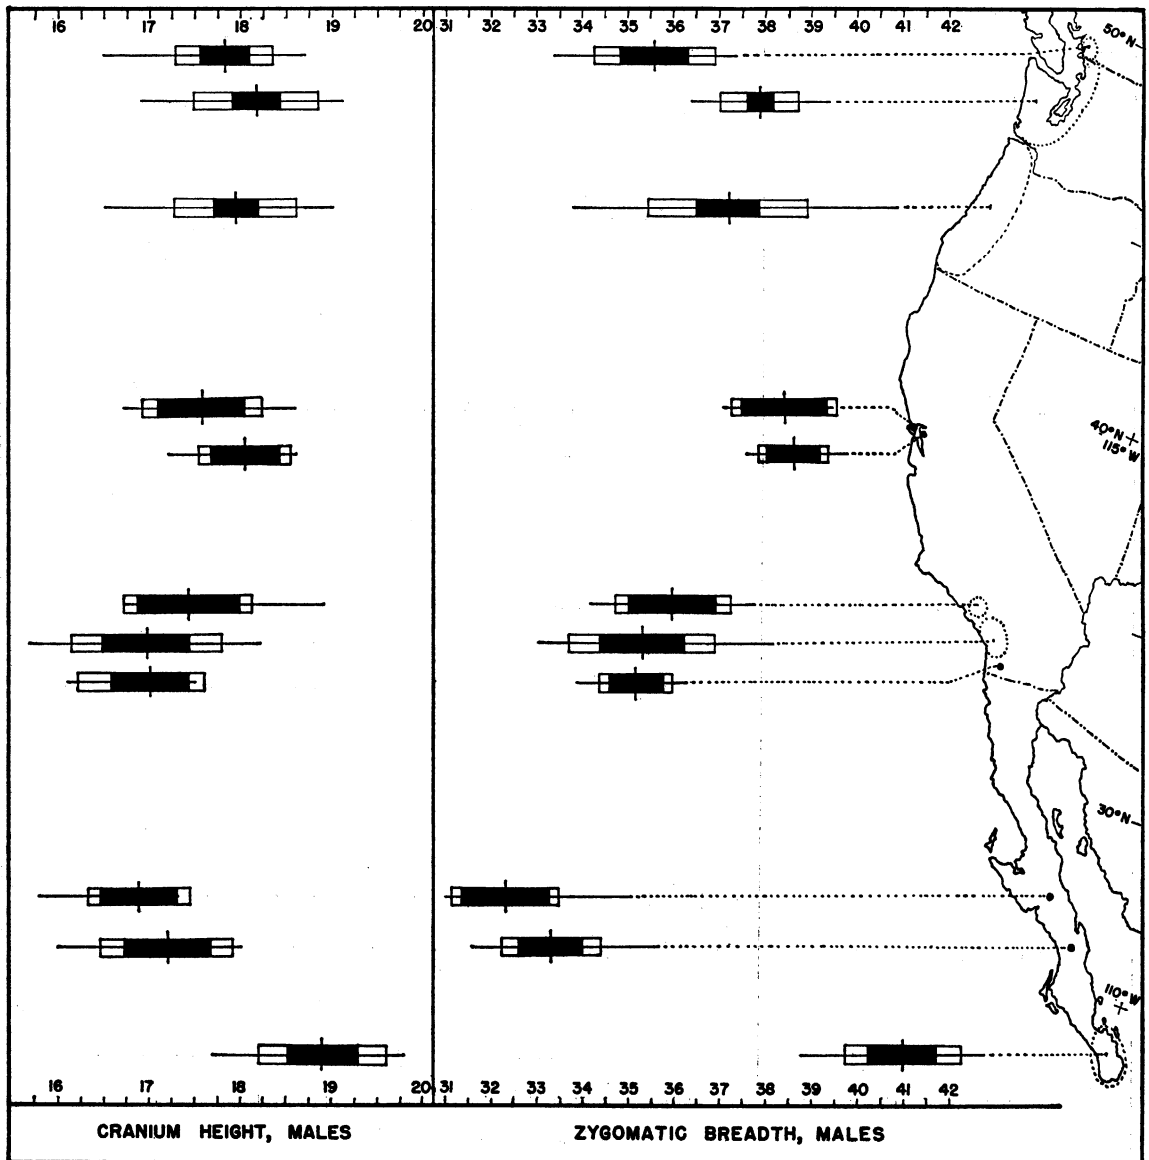 16 17 18 19 20 31 32 33 34 35 36 37 38 39 40 41 42
50°N
40°N
115°W
30°N
110°W
16 17 18 19 20 31 32 33 34 35 36 37 38 39 40 41 42
CRANIUM HEIGHT, MALES ZYGOMATIC BREADTH, MALES